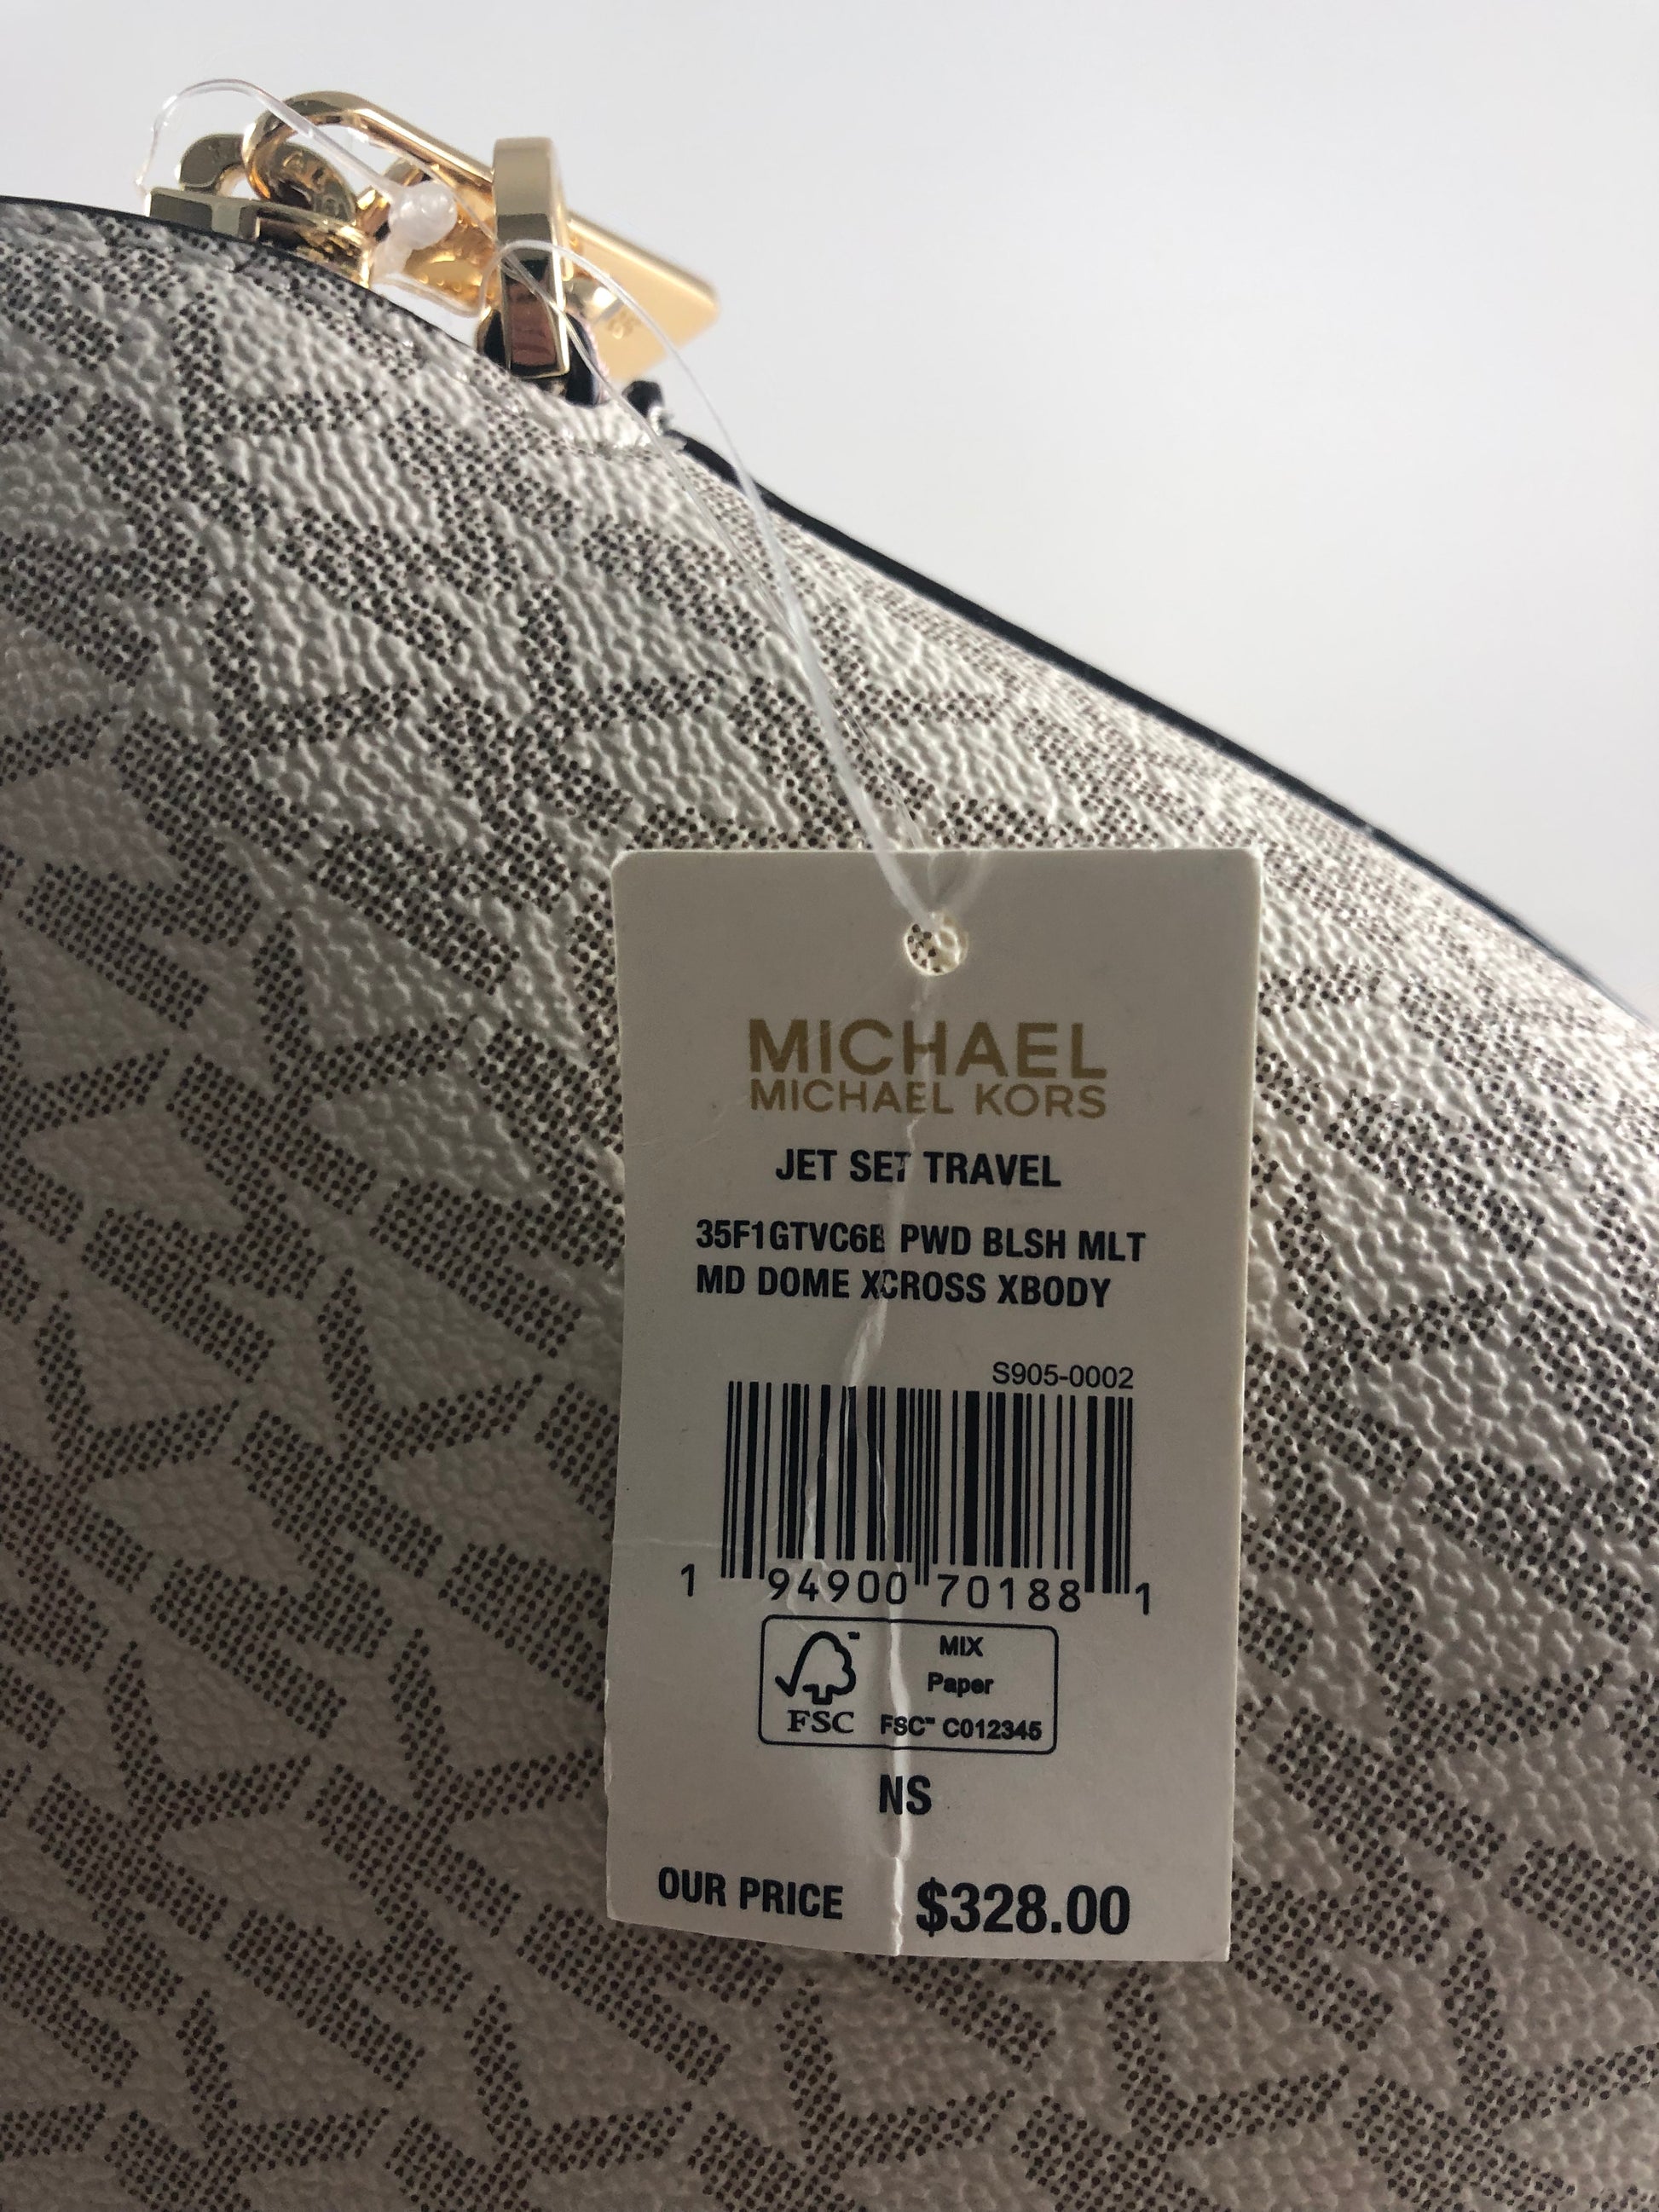 MICHAEL
MICHAEL KORS
JET SET TRAVEL
35F1GTVC6B PWD BLSH MLT
MD DOME XCROSS XBODY
S905-0002
1 94900 70188 1
MIX
Paper
FSC FSC™ C012345
NS
OUR PRICE $328.00